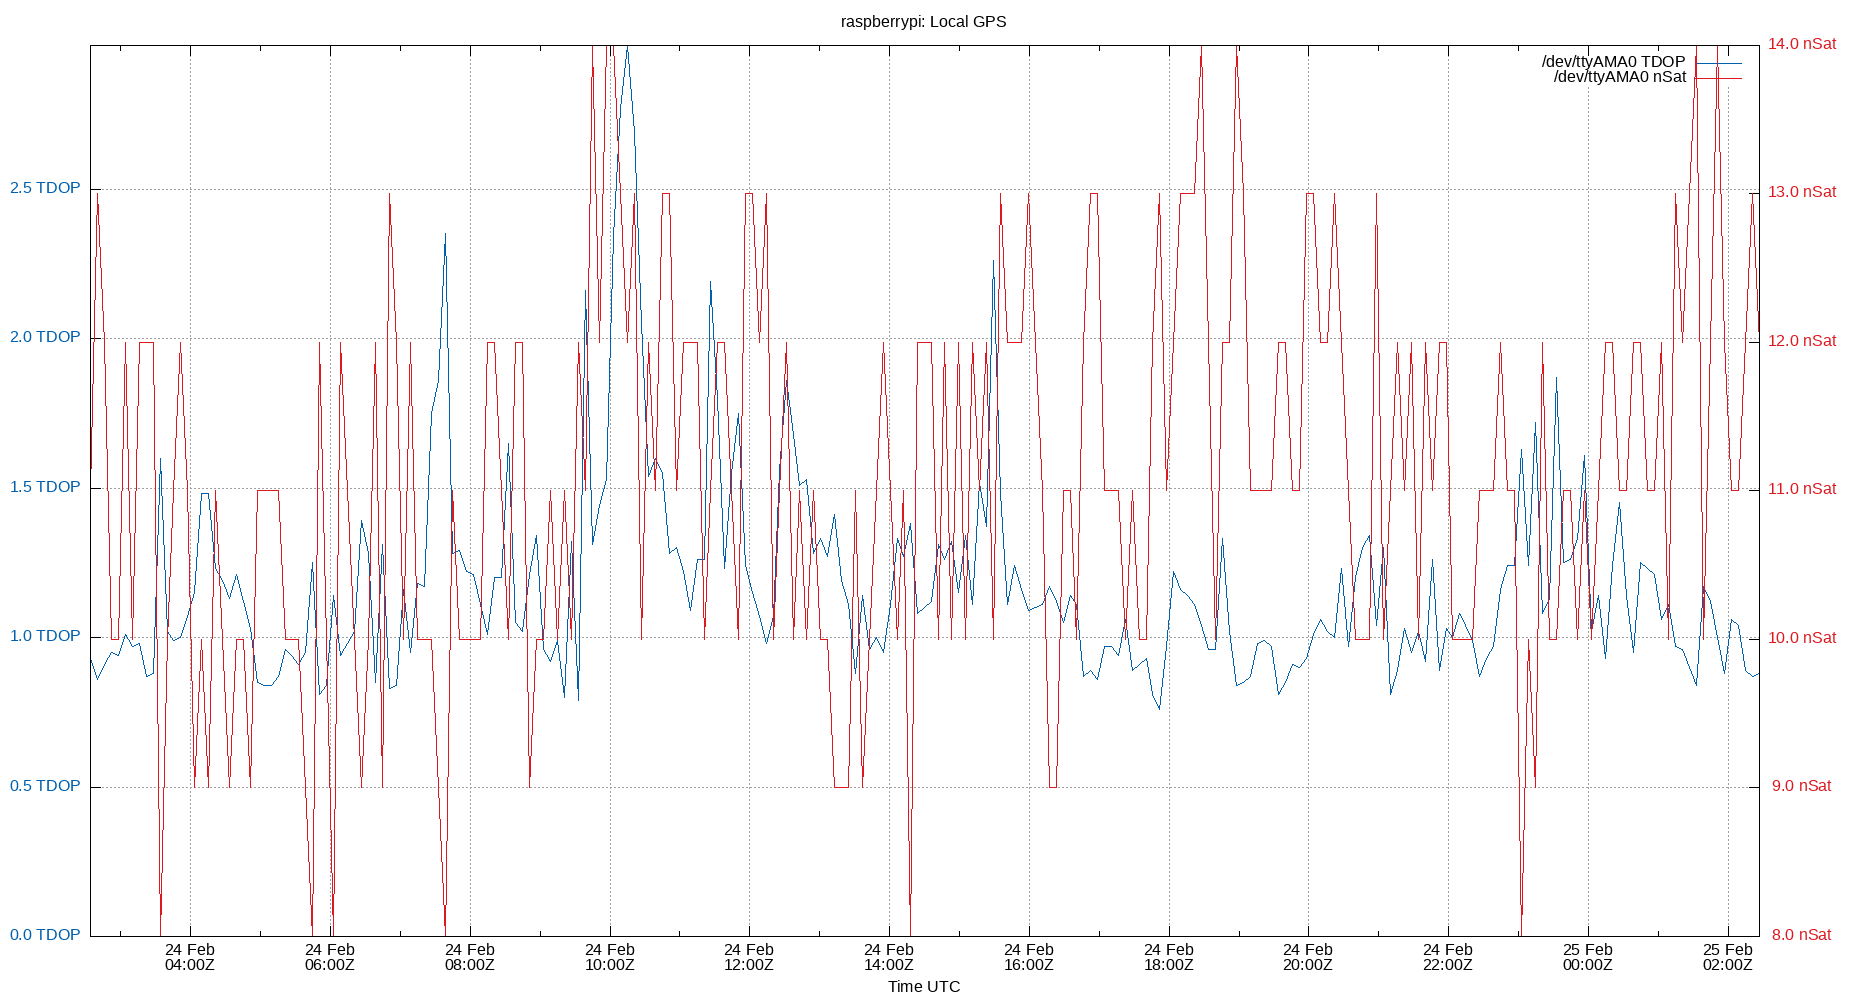 raspberrypi: Local GPS
/dev/ttyAMA0 TDOP
/dev/ttyAMA0 nSat
2.5 TDOP
2.0 TDOP
1.5 TDOP
1.0 TDOP
0.5 TDOP
0.0 TDOP
14.0 nSat
13.0 nSat
12.0 nSat
11.0 nSat
10.0 nSat
9.0 nSat
8.0 nSat
24 Feb
04:00Z
24 Feb
06:00Z
24 Feb
08:00Z
24 Feb
10:00Z
24 Feb
12:00Z
24 Feb
14:00Z
24 Feb
16:00Z
24 Feb
18:00Z
24 Feb
20:00Z
24 Feb
22:00Z
25 Feb
00:00Z
25 Feb
02:00Z
Time UTC